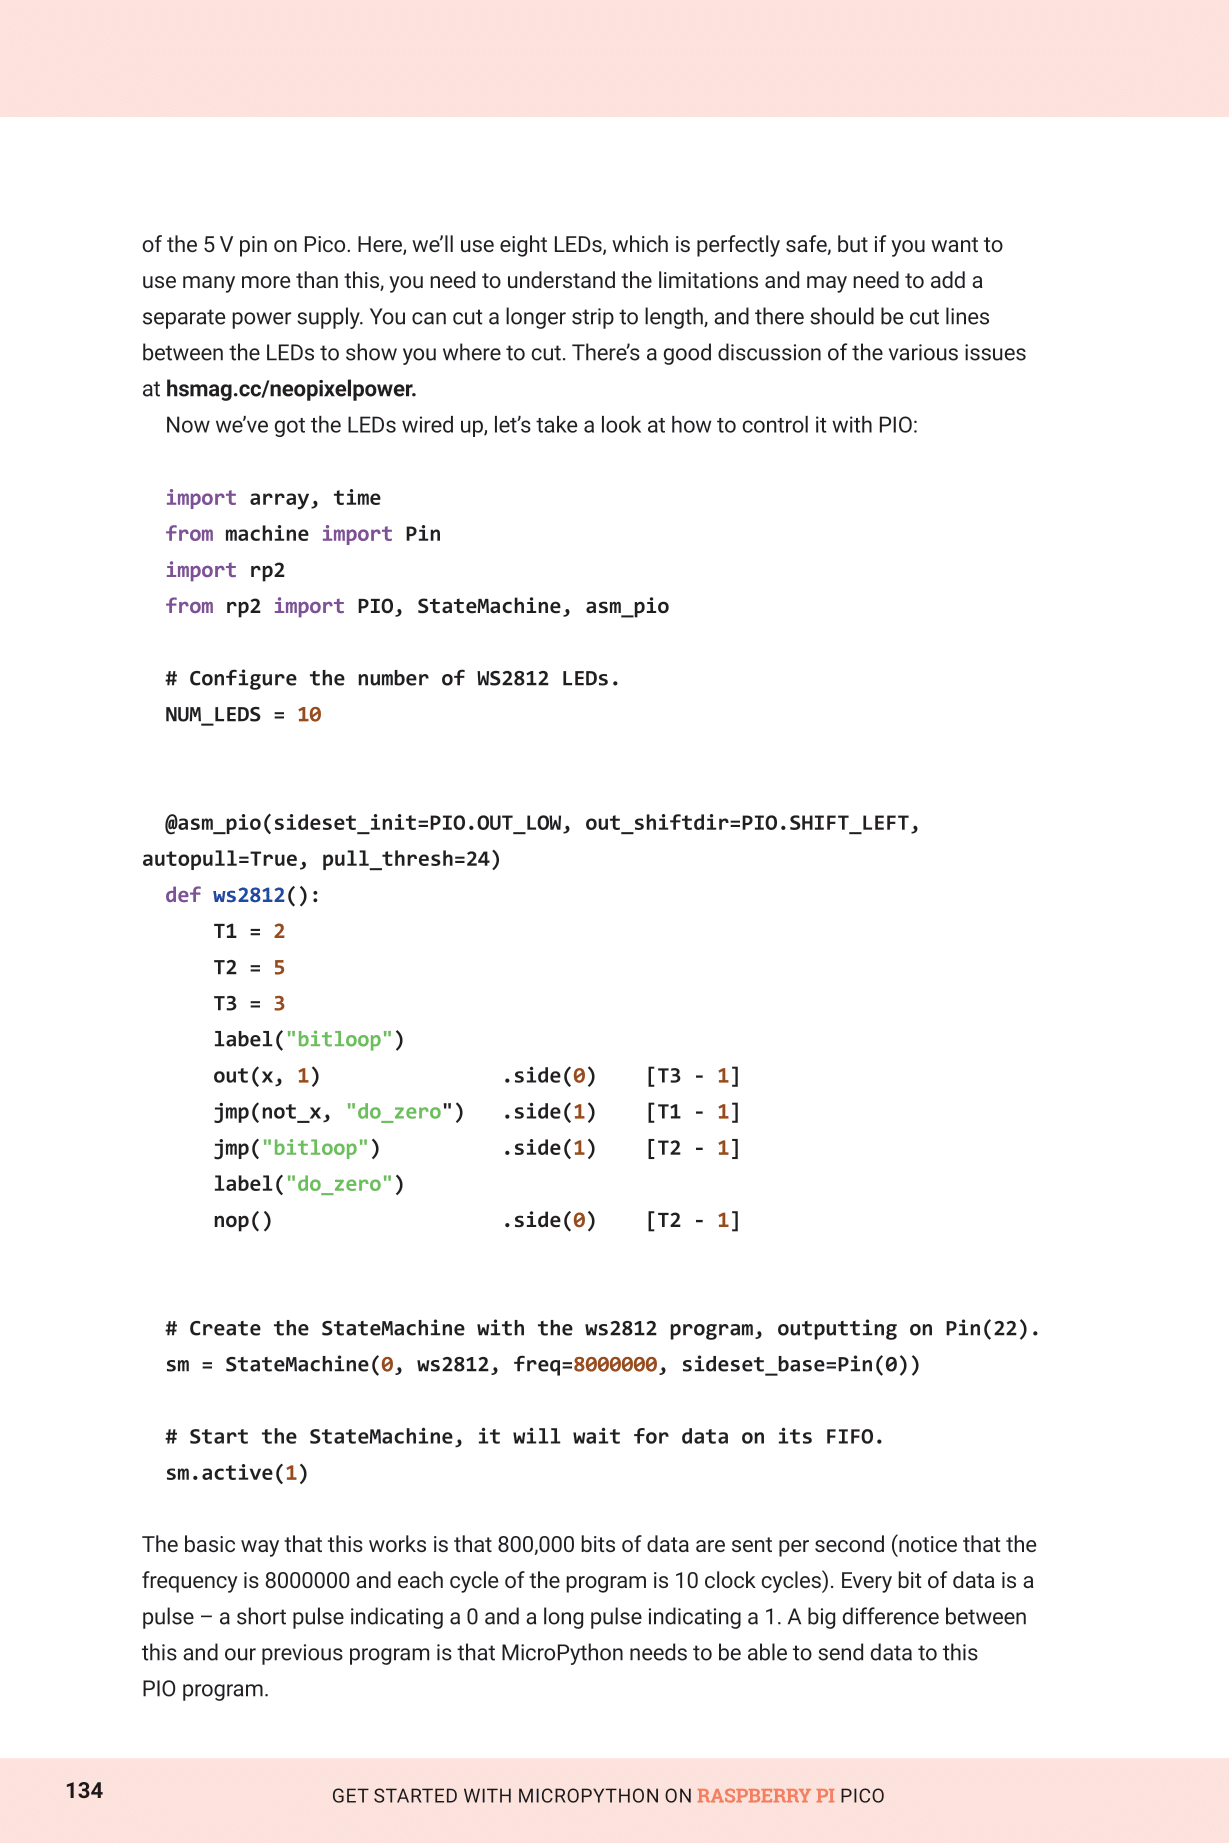 of the 5 V pin on Pico. Here, we’ll use eight LEDs, which is perfectly safe, but if you want to
use many more than this, you need to understand the limitations and may need to add a
separate power supply. You can cut a longer strip to length, and there should be cut lines
between the LEDs to show you where to cut. There’s a good discussion of the various issues
at hsmag.cc/neopixelpower.
Now we’ve got the LEDs wired up, let’s take a look at how to control it with PIO:
import array, time
from machine import Pin
import rp2
from rp2 import PIO, StateMachine, asm_pio
# Configure the number of WS2812 LEDs.
NUM_LEDS = 10
@asm_pio(sideset_init=PIO.OUT_LOW, out_shiftdir=PIO.SHIFT_LEFT,
autopull=True, pull_thresh=24)
def ws2812():
    T1 = 2
    T2 = 5
    T3 = 3
    label("bitloop")
    out(x, 1)               .side(0)    [T3 - 1]
    jmp(not_x, "do_zero")   .side(1)    [T1 - 1]
    jmp("bitloop")          .side(1)    [T2 - 1]
    label("do_zero")
    nop()                   .side(0)    [T2 - 1]
# Create the StateMachine with the ws2812 program, outputting on Pin(22).
sm = StateMachine(0, ws2812, freq=8000000, sideset_base=Pin(0))
# Start the StateMachine, it will wait for data on its FIFO.
sm.active(1)
The basic way that this works is that 800,000 bits of data are sent per second (notice that the
frequency is 8000000 and each cycle of the program is 10 clock cycles). Every bit of data is a
pulse – a short pulse indicating a 0 and a long pulse indicating a 1. A big difference between
this and our previous program is that MicroPython needs to be able to send data to this
PIO program.
134
GET STARTED WITH MICROPYTHON ON RASPBERRY PI PICO